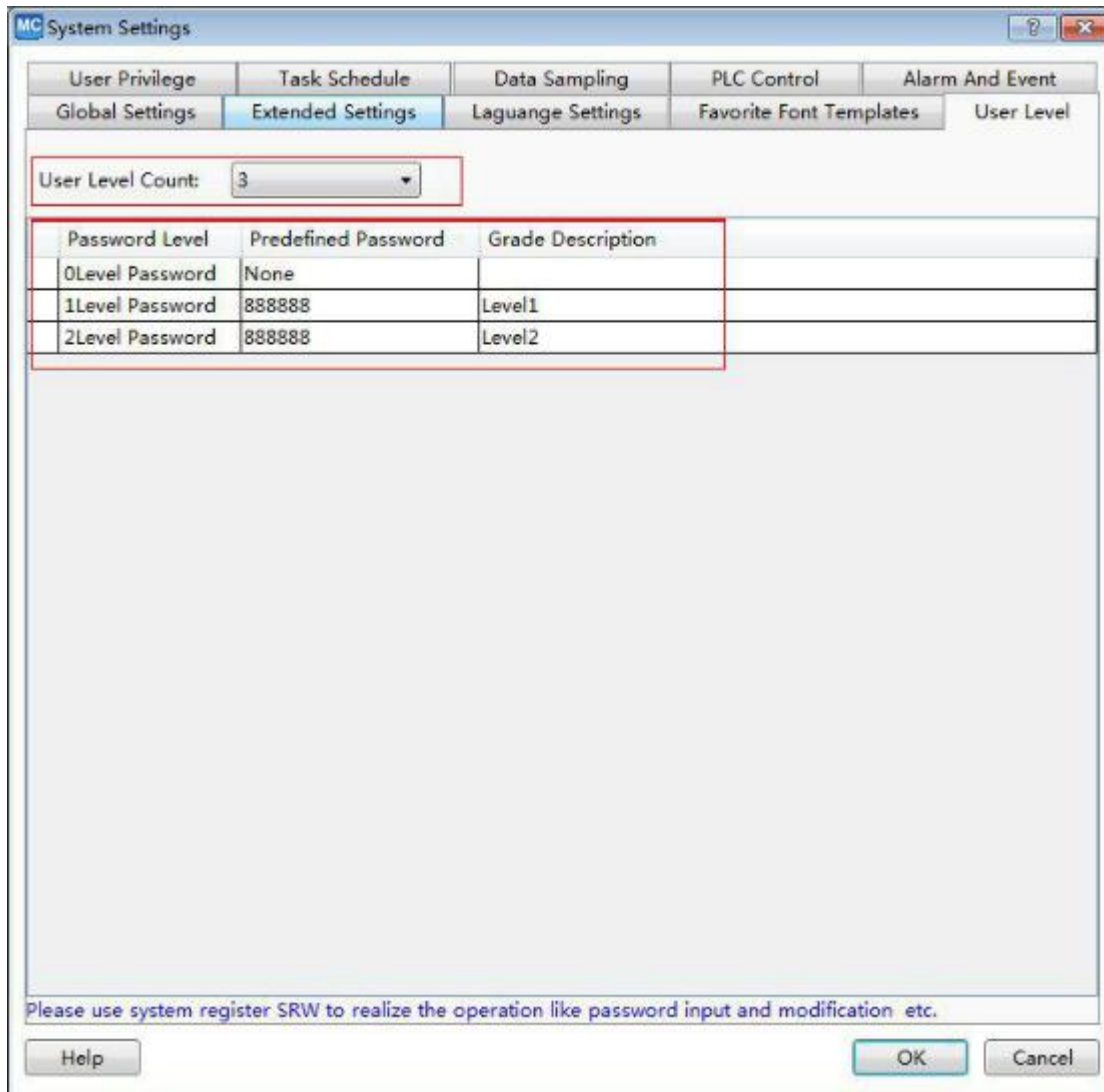 MC System Settings
User Privilege Task Schedule Data Sampling PLC Control Alarm And Event
Global Settings Extended Settings Laguange Settings Favorite Font Templates User Level
User Level Count: 3
Password Level Predefined Password Grade Description
0Level Password None
1Level Password 888888 Level1
2Level Password 888888 Level2
Please use system register SRW to realize the operation like password input and modification etc.
Help OK Cancel